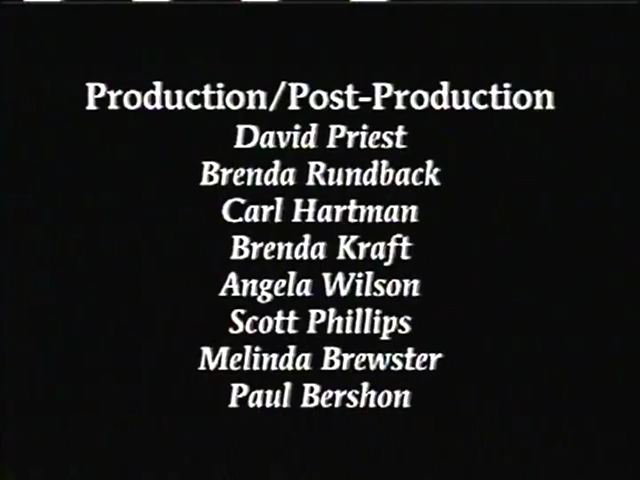 Production/Post-Production
David Priest
Brenda Rundback
Carl Hartman
Brenda Kraft
Angela Wilson
Scott Phillips
Melinda Brewster
Paul Bershon